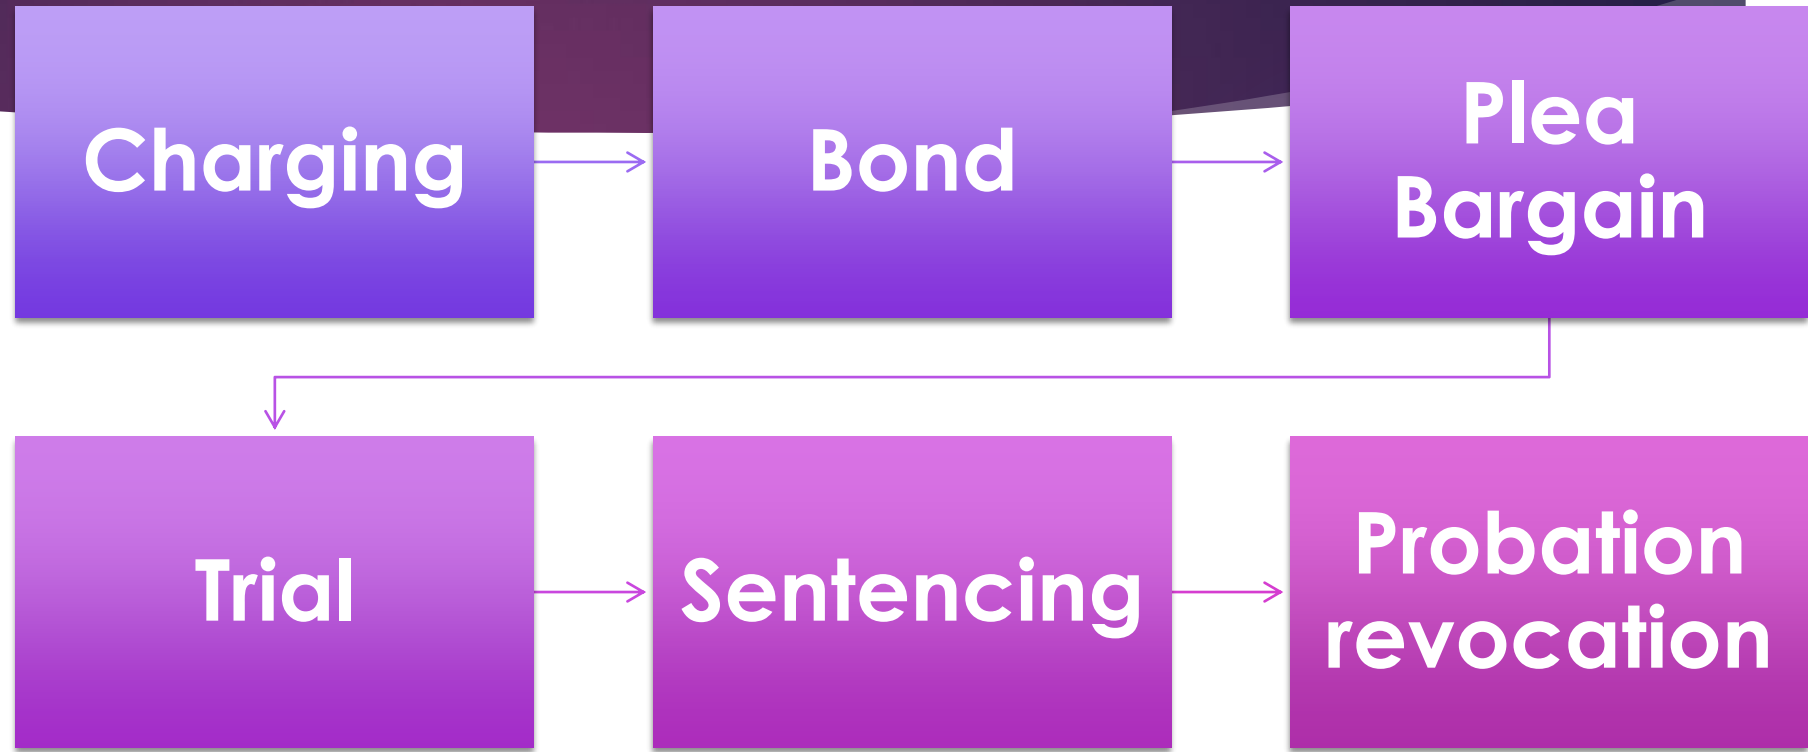 Charging
Bond
Plea
Bargain
Trial
Sentencing
Probation
revocation